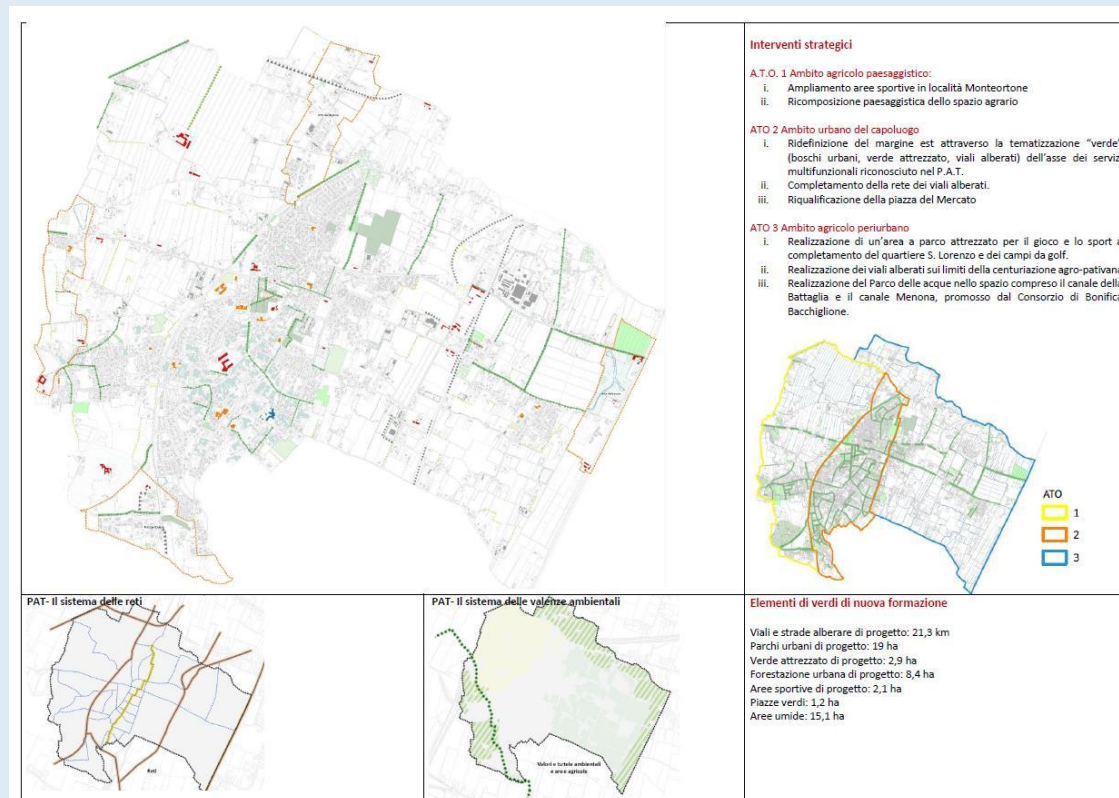 Interventi strategici
A.T.O. 1 Ambito agricolo paesaggistico:
i. Ampliamento aree sportive in località Monteortone
ii. Ricomposizione paesaggistica dello spazio agrario
ATO 2 Ambito urbano del capoluogo
i. Ridefinizione del margine est attraverso la tematizzazione "verde"
(boschi urbani, verde attrezzato, viali alberati) dell'asse dei serviz
multifunzionali riconosciuto nel P.A.T.
ii. Completamento della rete dei viali alberati.
iii. Riqualificazione della piazza del Mercato
ATO 3 Ambito agricolo periurbano
i. Realizzazione di un'area a parco attrezzato per il gioco e lo sport a
completamento del quartiere S. Lorenzo e dei campi da golf.
ii. Realizzazione dei viali alberati sui limiti della centuriazione agro-pativana
iii. Realizzazione del Parco delle acque nello spazio compreso il canale della
Battaglia e il canale Menona, promosso dal Consorzio di Bonifica
Bacchiglione.
ATO
1
2
3
PAT- Il sistema delle reti
Reti
PAT- Il sistema delle valenze ambientali
Valori e tutele ambientali
e aree agricole
Elementi di verdi di nuova formazione
Viali e strade alberare di progetto: 21,3 km
Parchi urbani di progetto: 19 ha
Verde attrezzato di progetto: 2,9 ha
Forestazione urbana di progetto: 8,4 ha
Aree sportive di progetto: 2,1 ha
Piazze verdi: 1,2 ha
Aree umide: 15,1 ha